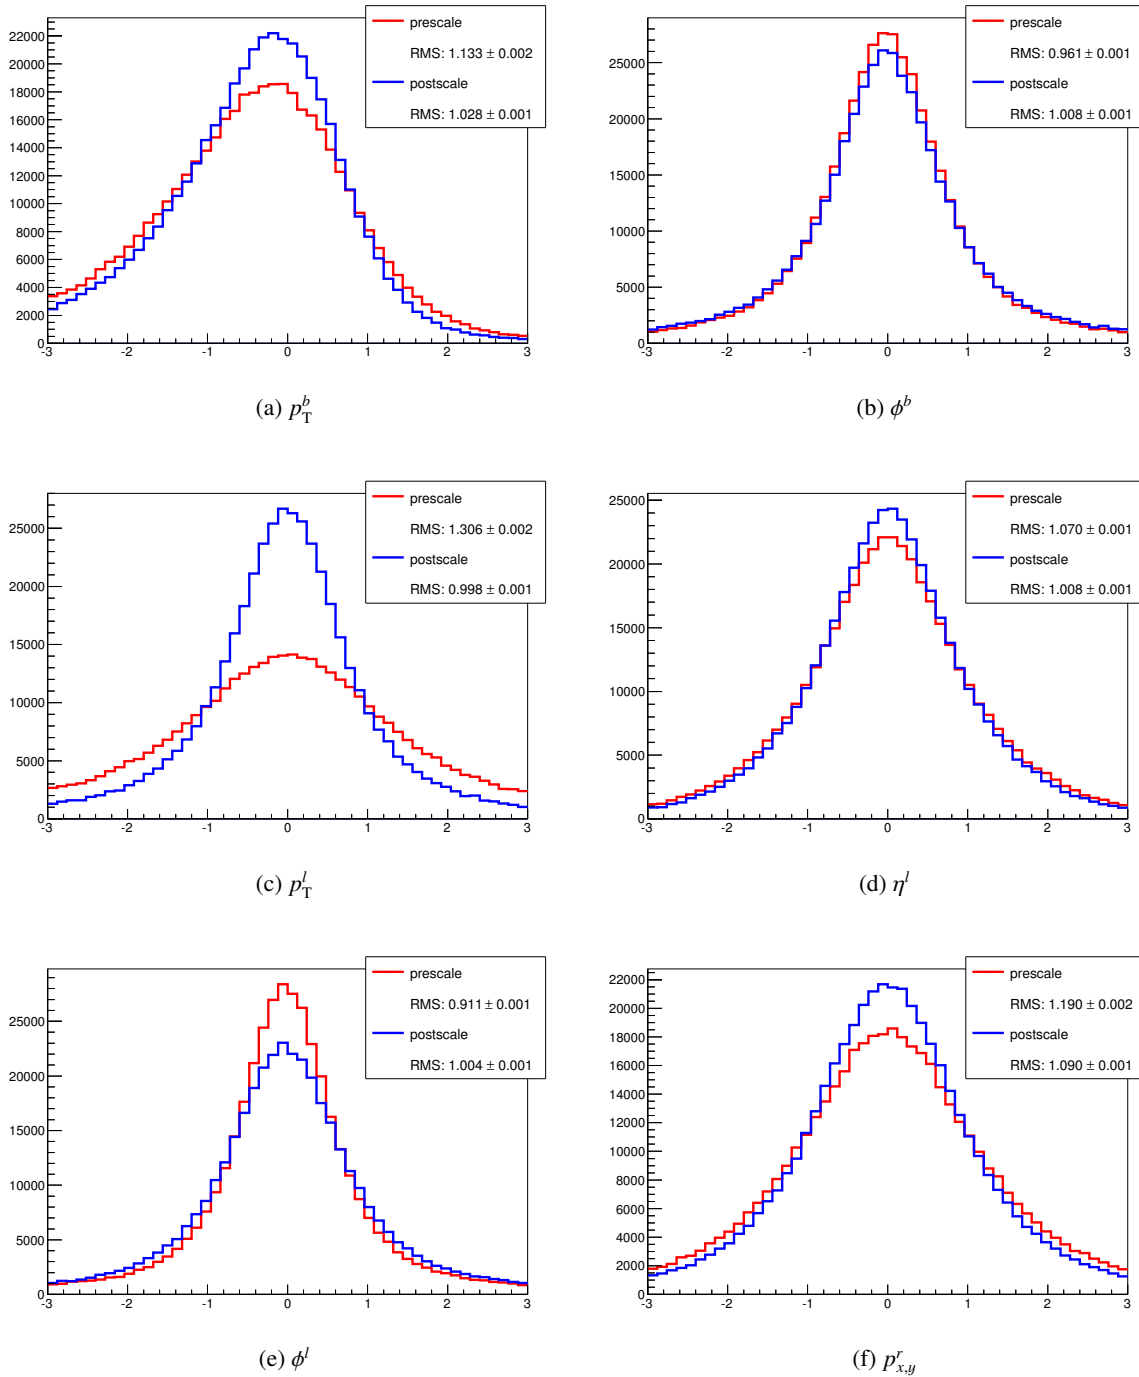 prescale
RMS: 1.133 ± 0.002
postscale
RMS: 1.028 ± 0.001
22000
20000
18000
16000
14000
12000
10000
8000
6000
4000
2000
0
-3 -2 -1 0 1 2 3
(a) p_T^b
prescale
RMS: 0.961 ± 0.001
postscale
RMS: 1.008 ± 0.001
25000
20000
15000
10000
5000
0
-3 -2 -1 0 1 2 3
(b) ϕ^b
prescale
RMS: 1.306 ± 0.002
postscale
RMS: 0.998 ± 0.001
25000
20000
15000
10000
5000
0
-3 -2 -1 0 1 2 3
(c) p_T^l
prescale
RMS: 1.070 ± 0.001
postscale
RMS: 1.008 ± 0.001
25000
20000
15000
10000
5000
0
-3 -2 -1 0 1 2 3
(d) η^l
prescale
RMS: 0.911 ± 0.001
postscale
RMS: 1.004 ± 0.001
25000
20000
15000
10000
5000
0
-3 -2 -1 0 1 2 3
(e) ϕ^l
prescale
RMS: 1.190 ± 0.002
postscale
RMS: 1.090 ± 0.001
22000
20000
18000
16000
14000
12000
10000
8000
6000
4000
2000
0
-3 -2 -1 0 1 2 3
(f) p_{x,y}^r